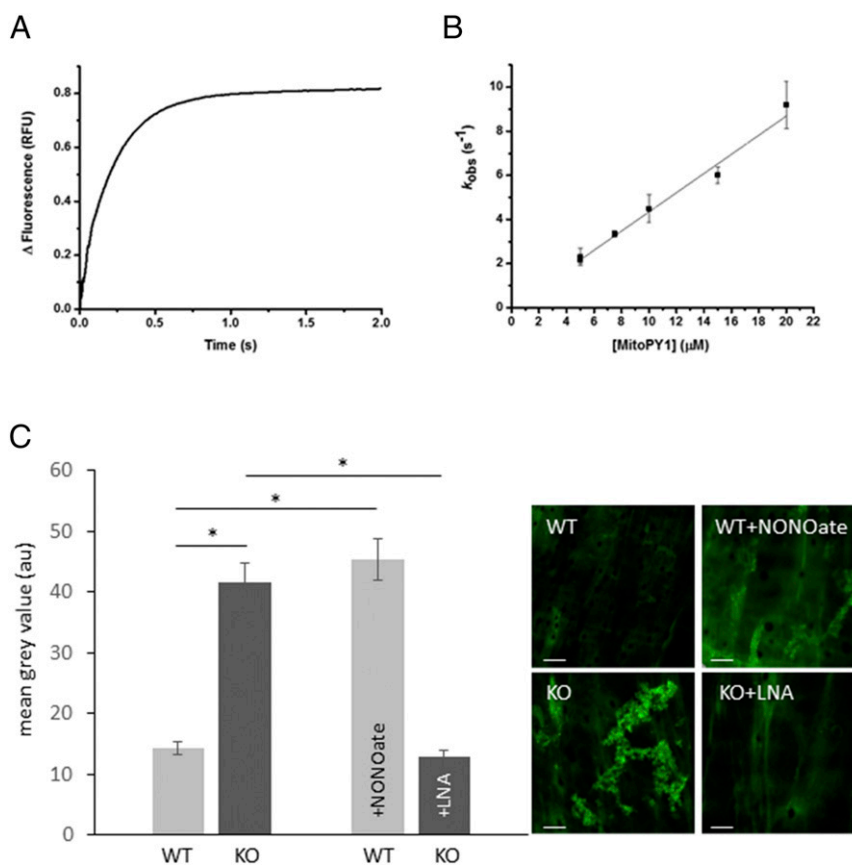 A
Δ Fluorescence (RFU)
0.8
0.6
0.4
0.2
0.0
0.0 0.5 1.0 1.5 2.0
Time (s)
B
kobs (s-1)
10
8
6
4
2
0
0 2 4 6 8 10 12 14 16 18 20 22
[MitoPY1] (μM)
C
mean grey value (au)
60
50
40
30
20
10
0
*
*
*
+NONOate
+LNA
WT KO WT KO
WT
WT+NONOate
KO
KO+LNA